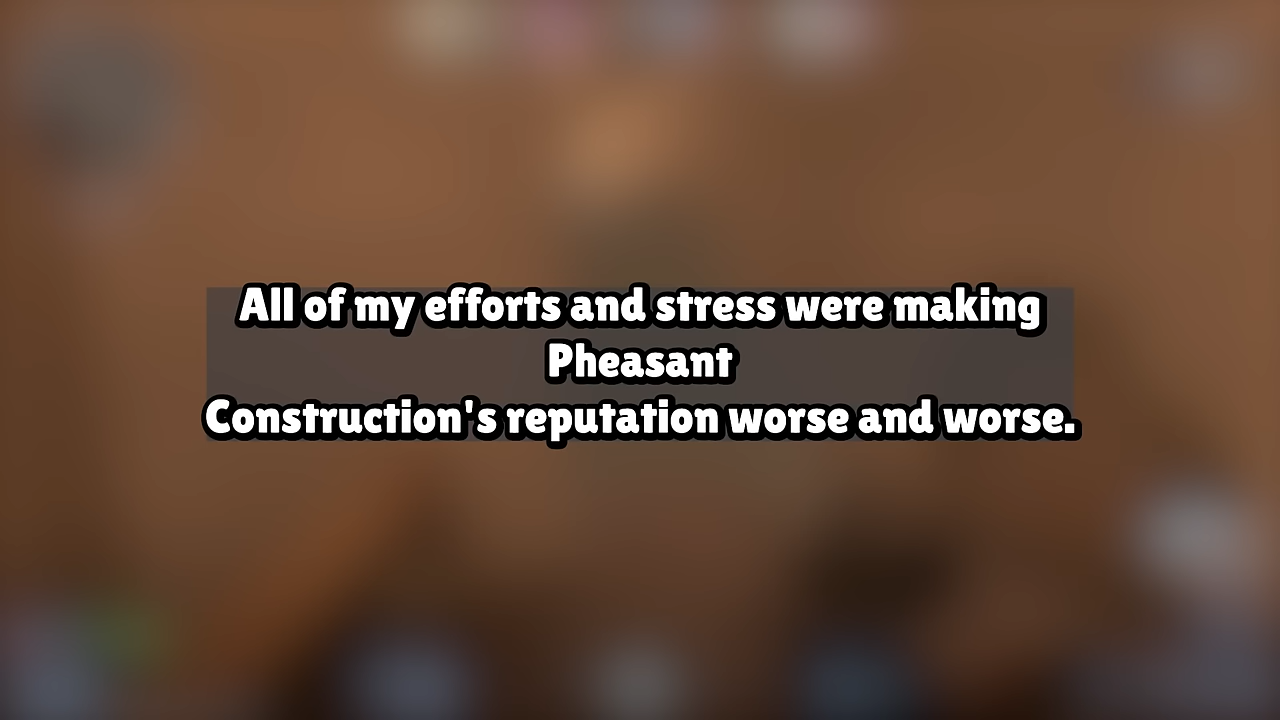 All of my efforts and stress were making
Pheasant
Construction's reputation worse and worse.